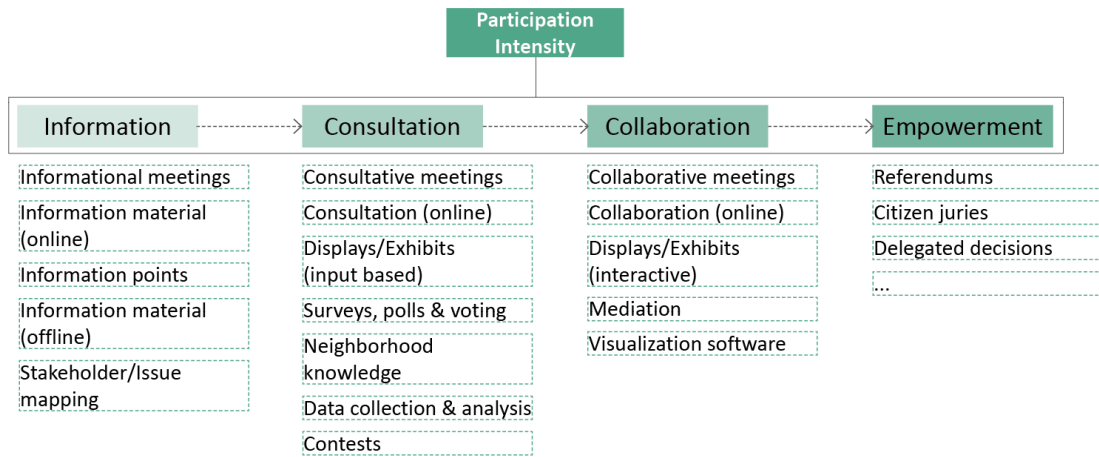 Participation
Intensity
Information
Consultation
Collaboration
Empowerment
Informational meetings
Information material
(online)
Information points
Information material
(offline)
Stakeholder/Issue
mapping
Consultative meetings
Consultation (online)
Displays/Exhibits
(input based)
Surveys, polls & voting
Neighborhood
knowledge
Data collection & analysis
Contests
Collaborative meetings
Collaboration (online)
Displays/Exhibits
(interactive)
Mediation
Visualization software
Referendums
Citizen juries
Delegated decisions
...